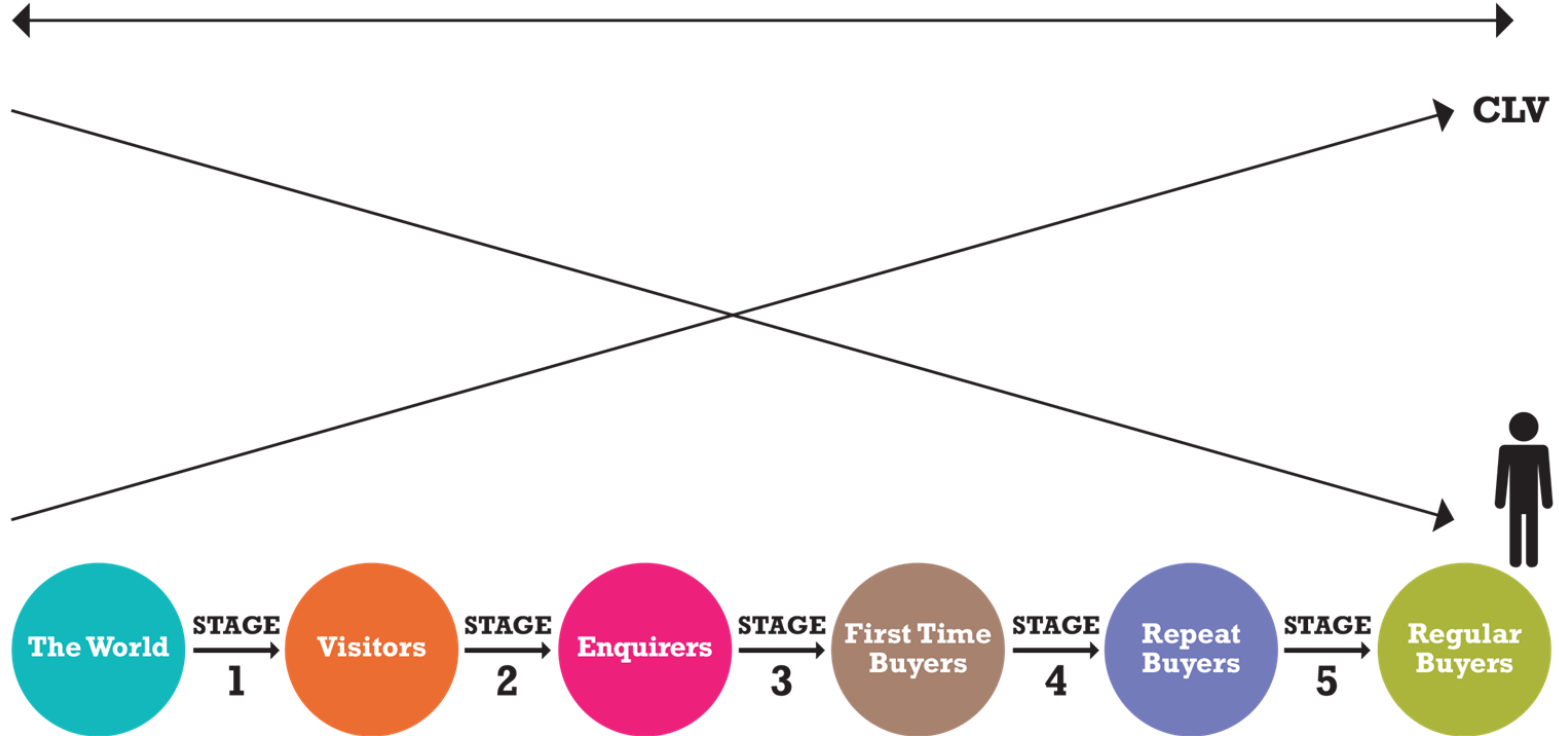 CLV
The World
STAGE
1
Visitors
STAGE
2
Enquirers
STAGE
3
First Time
Buyers
STAGE
4
Repeat
Buyers
STAGE
5
Regular
Buyers